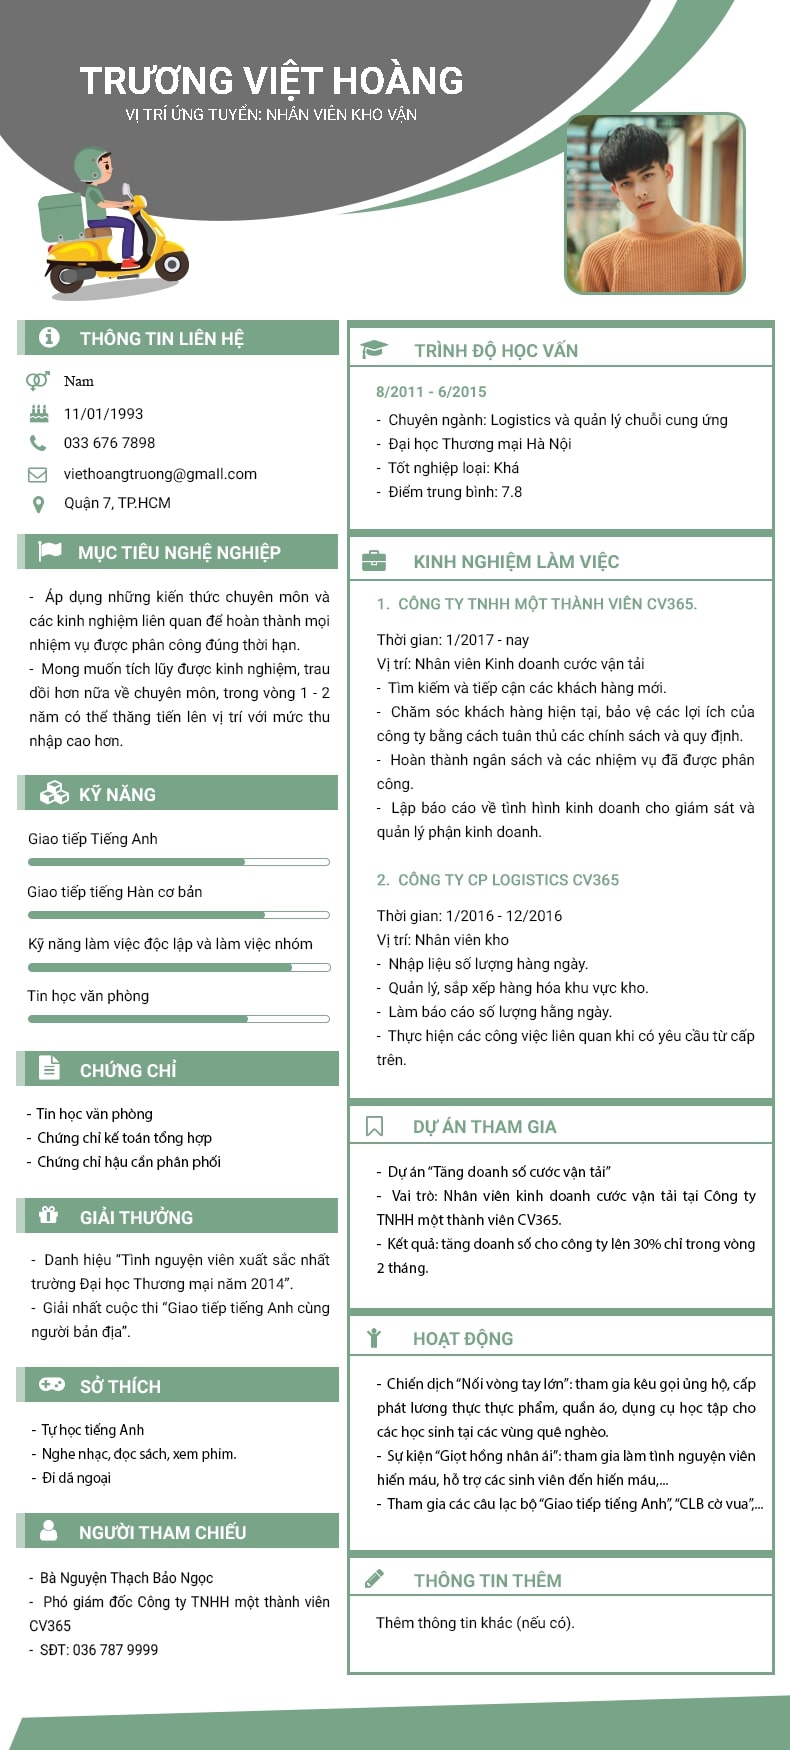 TRƯƠNG VIỆT HOÀNG
VỊ TRÍ ỨNG TUYỂN: NHÂN VIÊN KHO VẬN
THÔNG TIN LIÊN HỆ
Nam
11/01/1993
033 676 7898
viethoangtruong@gmall.com
Quận 7, TP.HCM
MỤC TIÊU NGHỀ NGHIỆP
- Áp dụng những kiến thức chuyên môn và
các kinh nghiệm liên quan để hoàn thành mọi
nhiệm vụ được phân công đúng thời hạn.
- Mong muốn tích lũy được kinh nghiệm, trau
dồi hơn nữa về chuyên môn, trong vòng 1 - 2
năm có thể thăng tiến lên vị trí với mức thu
nhập cao hơn.
KỸ NĂNG
Giao tiếp Tiếng Anh
Giao tiếp tiếng Hàn cơ bản
Kỹ năng làm việc độc lập và làm việc nhóm
Tin học văn phòng
CHỨNG CHỈ
- Tin học văn phòng
- Chứng chỉ kế toán tổng hợp
- Chứng chỉ hậu cần phân phối
GIẢI THƯỞNG
- Danh hiệu “Tình nguyện viên xuất sắc nhất
trường Đại học Thương mại năm 2014”.
- Giải nhất cuộc thi “Giao tiếp tiếng Anh cùng
người bản địa”.
SỞ THÍCH
- Tự học tiếng Anh
- Nghe nhạc, đọc sách, xem phim.
- Đi dã ngoại
NGƯỜI THAM CHIẾU
- Bà Nguyện Thạch Bảo Ngọc
- Phó giám đốc Công ty TNHH một thành viên
CV365
- SĐT: 036 787 9999
TRÌNH ĐỘ HỌC VẤN
8/2011 - 6/2015
- Chuyên ngành: Logistics và quản lý chuỗi cung ứng
- Đại học Thương mại Hà Nội
- Tốt nghiệp loại: Khá
- Điểm trung bình: 7.8
KINH NGHIỆM LÀM VIỆC
1. CÔNG TY TNHH MỘT THÀNH VIÊN CV365.
Thời gian: 1/2017 - nay
Vị trí: Nhân viên Kinh doanh cước vận tải
- Tìm kiếm và tiếp cận các khách hàng mới.
- Chăm sóc khách hàng hiện tại, bảo vệ các lợi ích của
công ty bằng cách tuân thủ các chính sách và quy định.
- Hoàn thành ngân sách và các nhiệm vụ đã được phân
công.
- Lập báo cáo về tình hình kinh doanh cho giám sát và
quản lý phận kinh doanh.
2. CÔNG TY CP LOGISTICS CV365
Thời gian: 1/2016 - 12/2016
Vị trí: Nhân viên kho
- Nhập liệu số lượng hàng ngày.
- Quản lý, sắp xếp hàng hóa khu vực kho.
- Làm báo cáo số lượng hằng ngày.
- Thực hiện các công việc liên quan khi có yêu cầu từ cấp
trên.
DỰ ÁN THAM GIA
- Dự án “Tăng doanh số cước vận tải”
- Vai trò: Nhân viên kinh doanh cước vận tải tại Công ty
TNHH một thành viên CV365.
- Kết quả: tăng doanh số cho công ty lên 30% chỉ trong vòng
2 tháng.
HOẠT ĐỘNG
- Chiến dịch “Nối vòng tay lớn”: tham gia kêu gọi ủng hộ, cấp
phát lương thực thực phẩm, quần áo, dụng cụ học tập cho
các học sinh tại các vùng quê nghèo.
- Sự kiện “Giọt hồng nhân ái”: tham gia làm tình nguyện viên
hiến máu, hỗ trợ các sinh viên đến hiến máu,...
- Tham gia các câu lạc bộ “Giao tiếp tiếng Anh”, “CLB cờ vua”,...
THÔNG TIN THÊM
Thêm thông tin khác (nếu có).